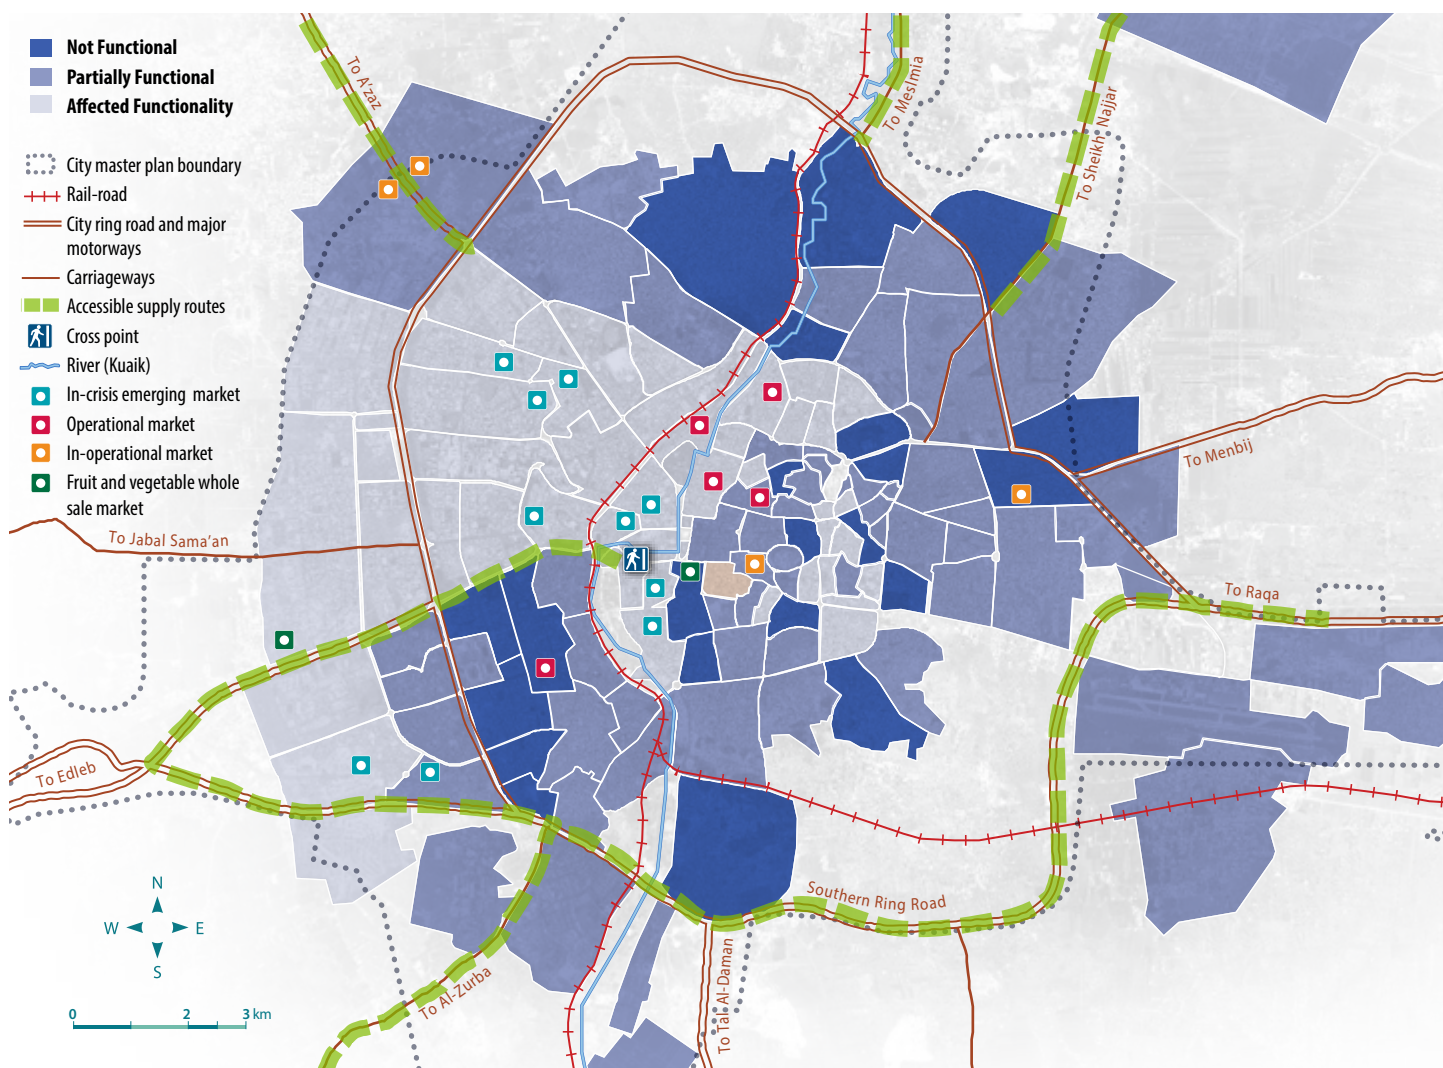 Not Functional
Partially Functional
Affected Functionality
City master plan boundary
Rail-road
City ring road and major
motorways
Carriageways
Accessible supply routes
Cross point
River (Kuaik)
In-crisis emerging market
Operational market
In-operational market
Fruit and vegetable whole
sale market
To A'zaz
To Meslmia
To Sheikh Najjar
To Menbij
To Jabal Sama'an
To Raqa
To Edleb
Southern Ring Road
To Al-Zurba
To Tal Al-Daman
N
W
E
S
0
2
3 km